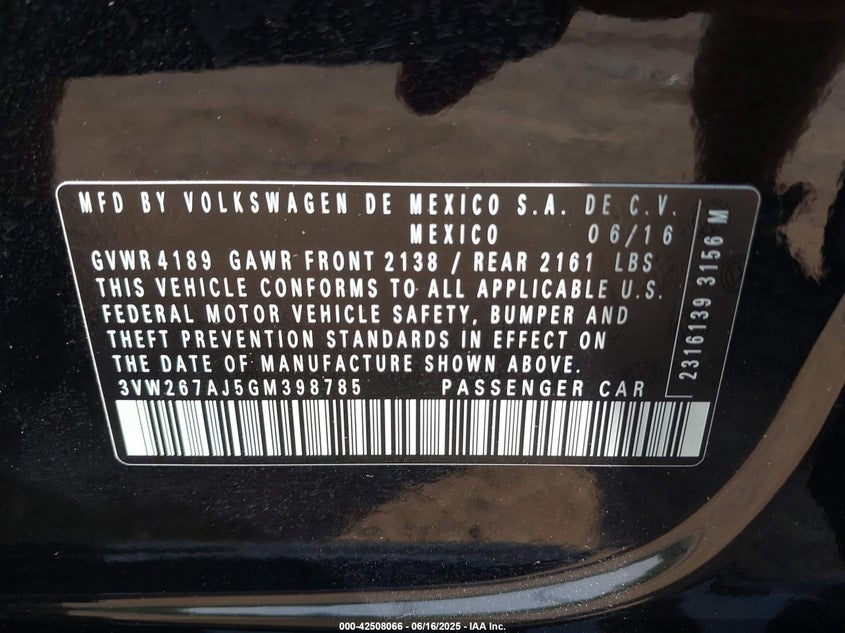 MFD BY VOLKSWAGEN DE MEXICO S.A. DE C.V.
MEXICO 06/16
GVWR 4189 GAWR FRONT 2138 / REAR 2161 LBS
THIS VEHICLE CONFORMS TO ALL APPLICABLE U.S.
FEDERAL MOTOR VEHICLE SAFETY, BUMPER AND
THEFT PREVENTION STANDARDS IN EFFECT ON
THE DATE OF MANUFACTURE SHOWN ABOVE.
3VW267AJ5GM398785 PASSENGER CAR
2316139 3156 M
000-42508066 - 06/16/2025 - IAA Inc.